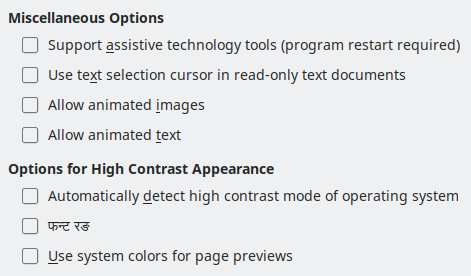 Miscellaneous Options
Support assistive technology tools (program restart required)
Use text selection cursor in read-only text documents
Allow animated images
Allow animated text
Options for High Contrast Appearance
Automatically detect high contrast mode of operating system
फन्ट रङ
Use system colors for page previews